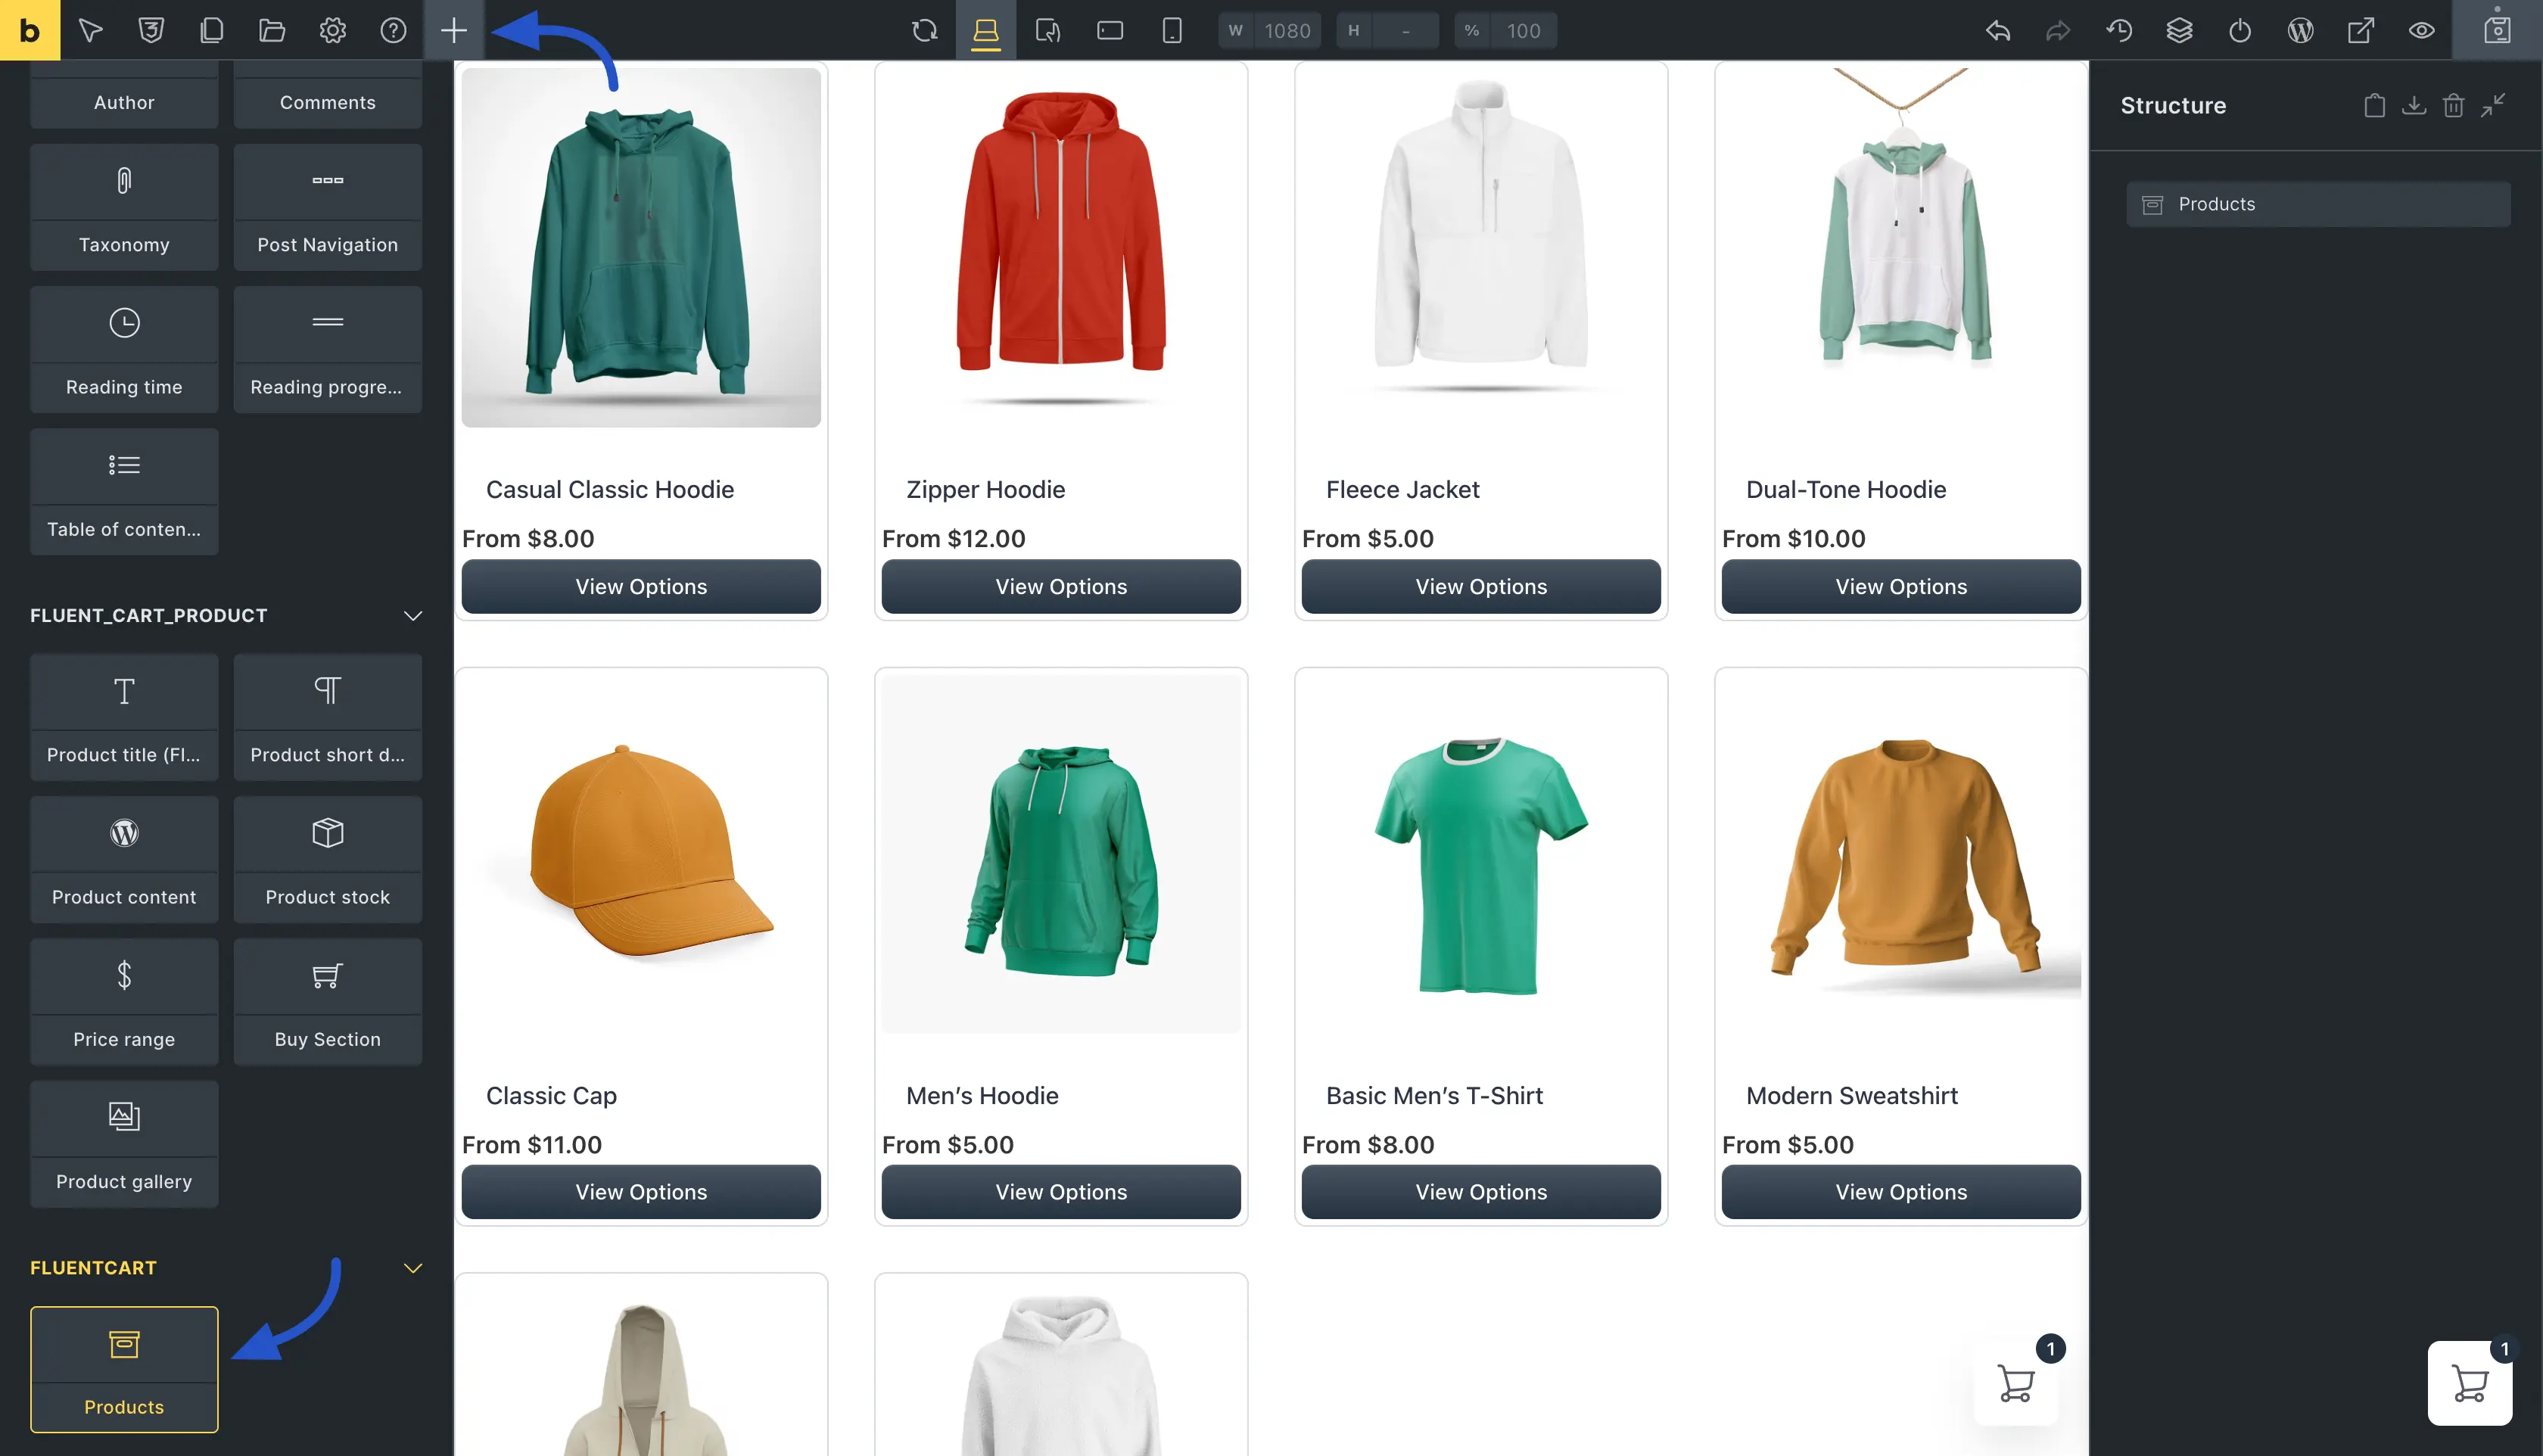 b
W 1080
H -
% 100
Author
Comments
Taxonomy
Post Navigation
Reading time
Reading progre...
Table of conten...
FLUENT_CART_PRODUCT
Product title (Fl...
Product short d...
Product content
Product stock
Price range
Buy Section
Product gallery
FLUENTCART
Products
Casual Classic Hoodie
From $8.00
View Options
Zipper Hoodie
From $12.00
View Options
Fleece Jacket
From $5.00
View Options
Dual-Tone Hoodie
From $10.00
View Options
Classic Cap
From $11.00
View Options
Men’s Hoodie
From $5.00
View Options
Basic Men’s T-Shirt
From $8.00
View Options
Modern Sweatshirt
From $5.00
View Options
1
Structure
Products
1